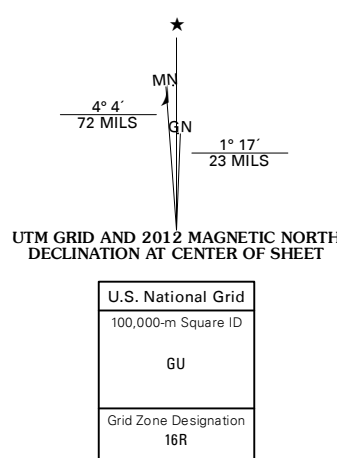 ★
MN
4° 4´
72 MILS
GN
1° 17´
23 MILS
UTM GRID AND 2012 MAGNETIC NORTH
DECLINATION AT CENTER OF SHEET
U.S. National Grid
100,000-m Square ID
GU
Grid Zone Designation
16R